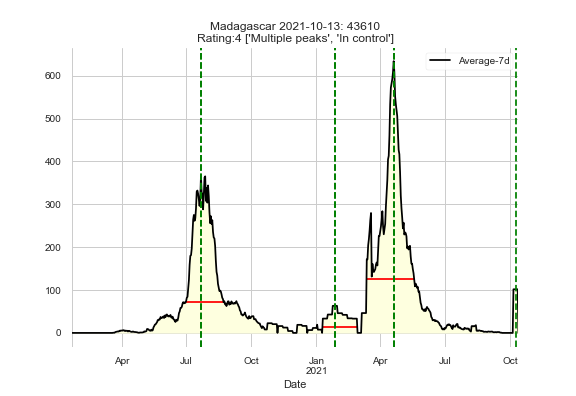 Madagascar 2021-10-13: 43610
Rating:4 ['Multiple peaks', 'In control']
Average-7d
600
500
400
300
200
100
0
Apr Jul Oct Jan Apr Jul Oct
2021
Date